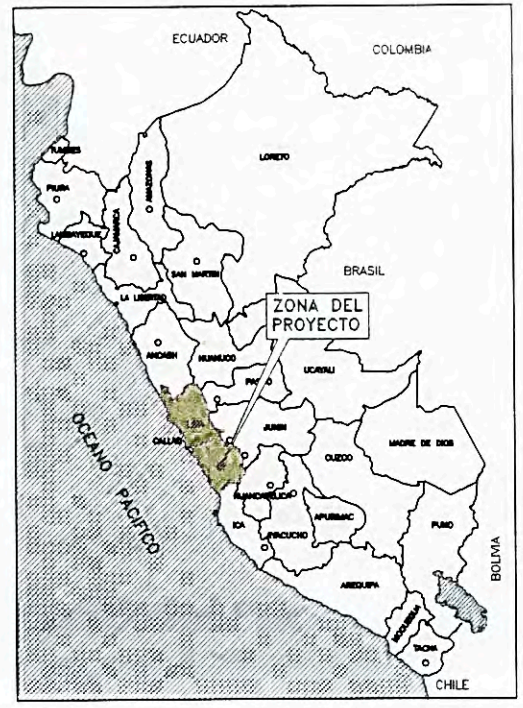 ECUADOR
COLOMBIA
TUMBES
LORETO
PIURA
AMAZONAS
LAMBAYEQUE
CAJAMARCA
SAN MARTIN
BRASIL
LA LIBERTAD
ZONA DEL
PROYECTO
ANCASH
HUANUCO
UCAYALI
PASCO
LIMA
CALLAO
JUNIN
MADRE DE DIOS
CUZCO
OCEANO PACIFICO
HUANCAVELICA
APURIMAC
ICA
AYACUCHO
PUNO
BOLIVIA
AREQUIPA
MOQUEGUA
TACNA
CHILE